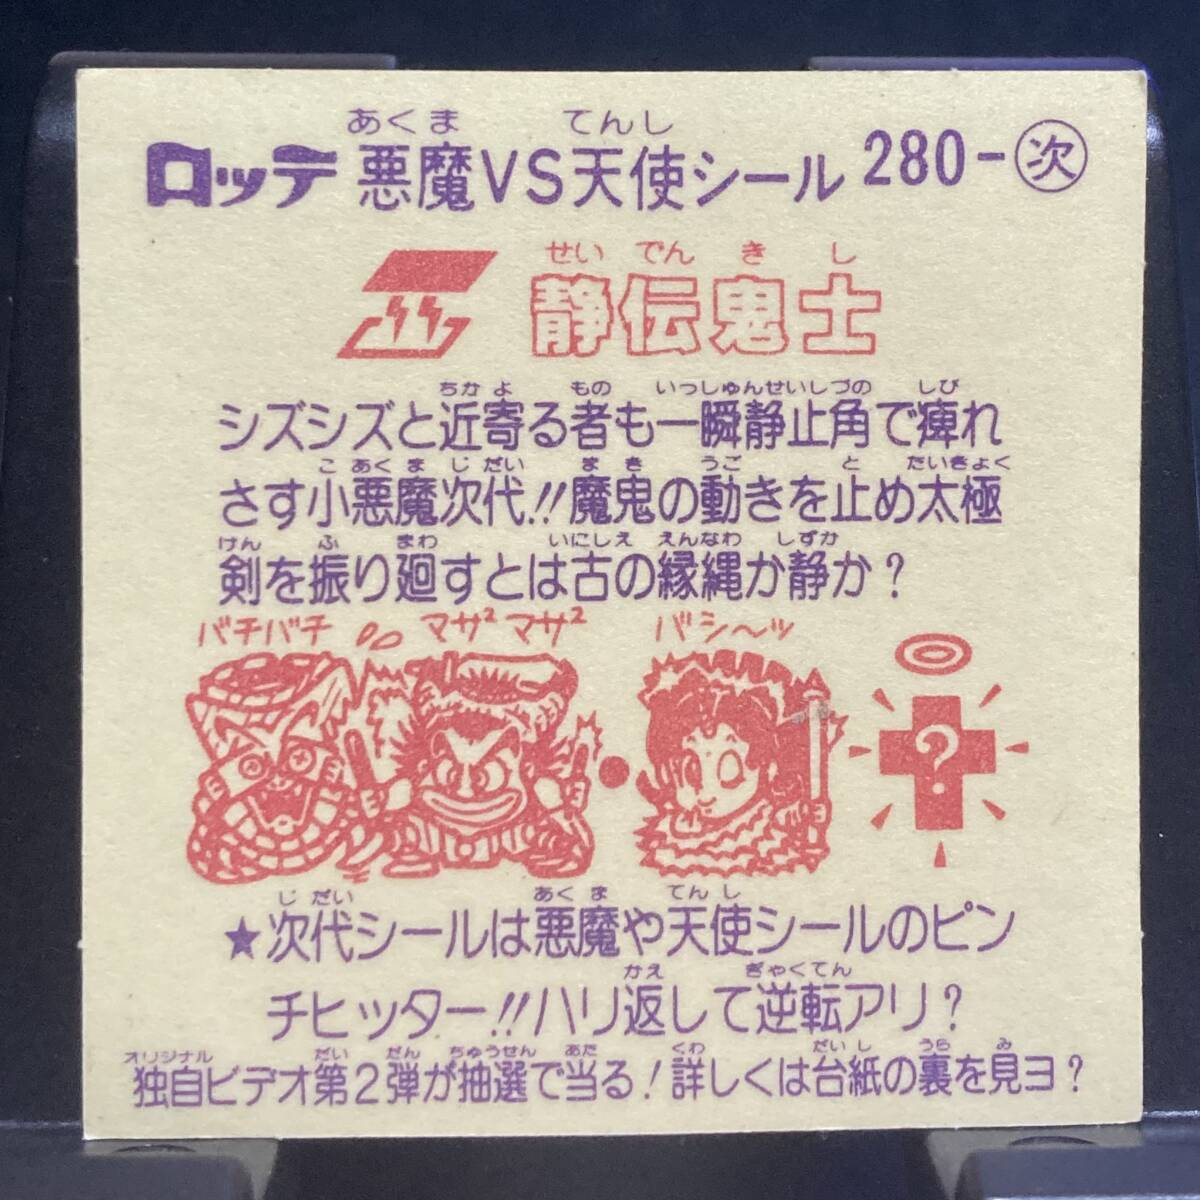 あくま てんし
ロッテ 悪魔VS天使シール 280-次
せいでんきし
静伝鬼士
ちかよ もの いっしゅんせいしづの しび
シズシズと近寄る者も一瞬静止角で痺れ
こあくまじだい まき うご と たいきょく
さす小悪魔次代!!魔鬼の動きを止め太極
けん ふ まわ いにしえ えんなわ しずか
剣を振り廻すとは古の縁縄か静か?
バチバチ マサ²マサ² バシ〜ッ
?
じだい あくま てんし
★次代シールは悪魔や天使シールのピン
かえ ぎゃくてん
チヒッター!!ハリ返して逆転アリ?
オリジナル だいだん ちゅうせん あた くわ だいし うら み
独自ビデオ第2弾が抽選で当る!詳しくは台紙の裏を見ヨ?